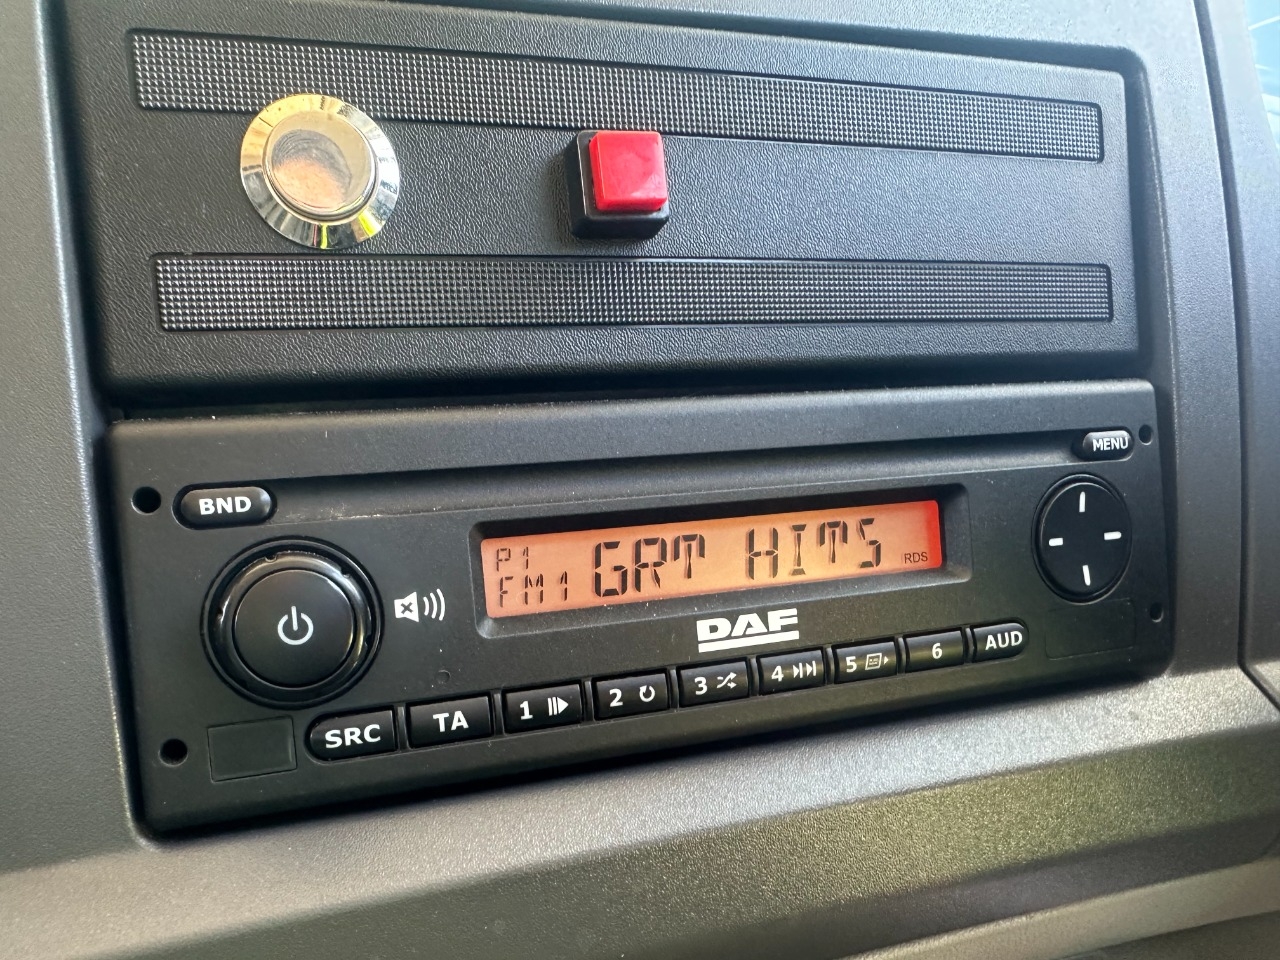 MENU
BND
P1
FM1 GRT HITS RDS
DAF
SRC TA 1 2 3 4 5 6 AUD